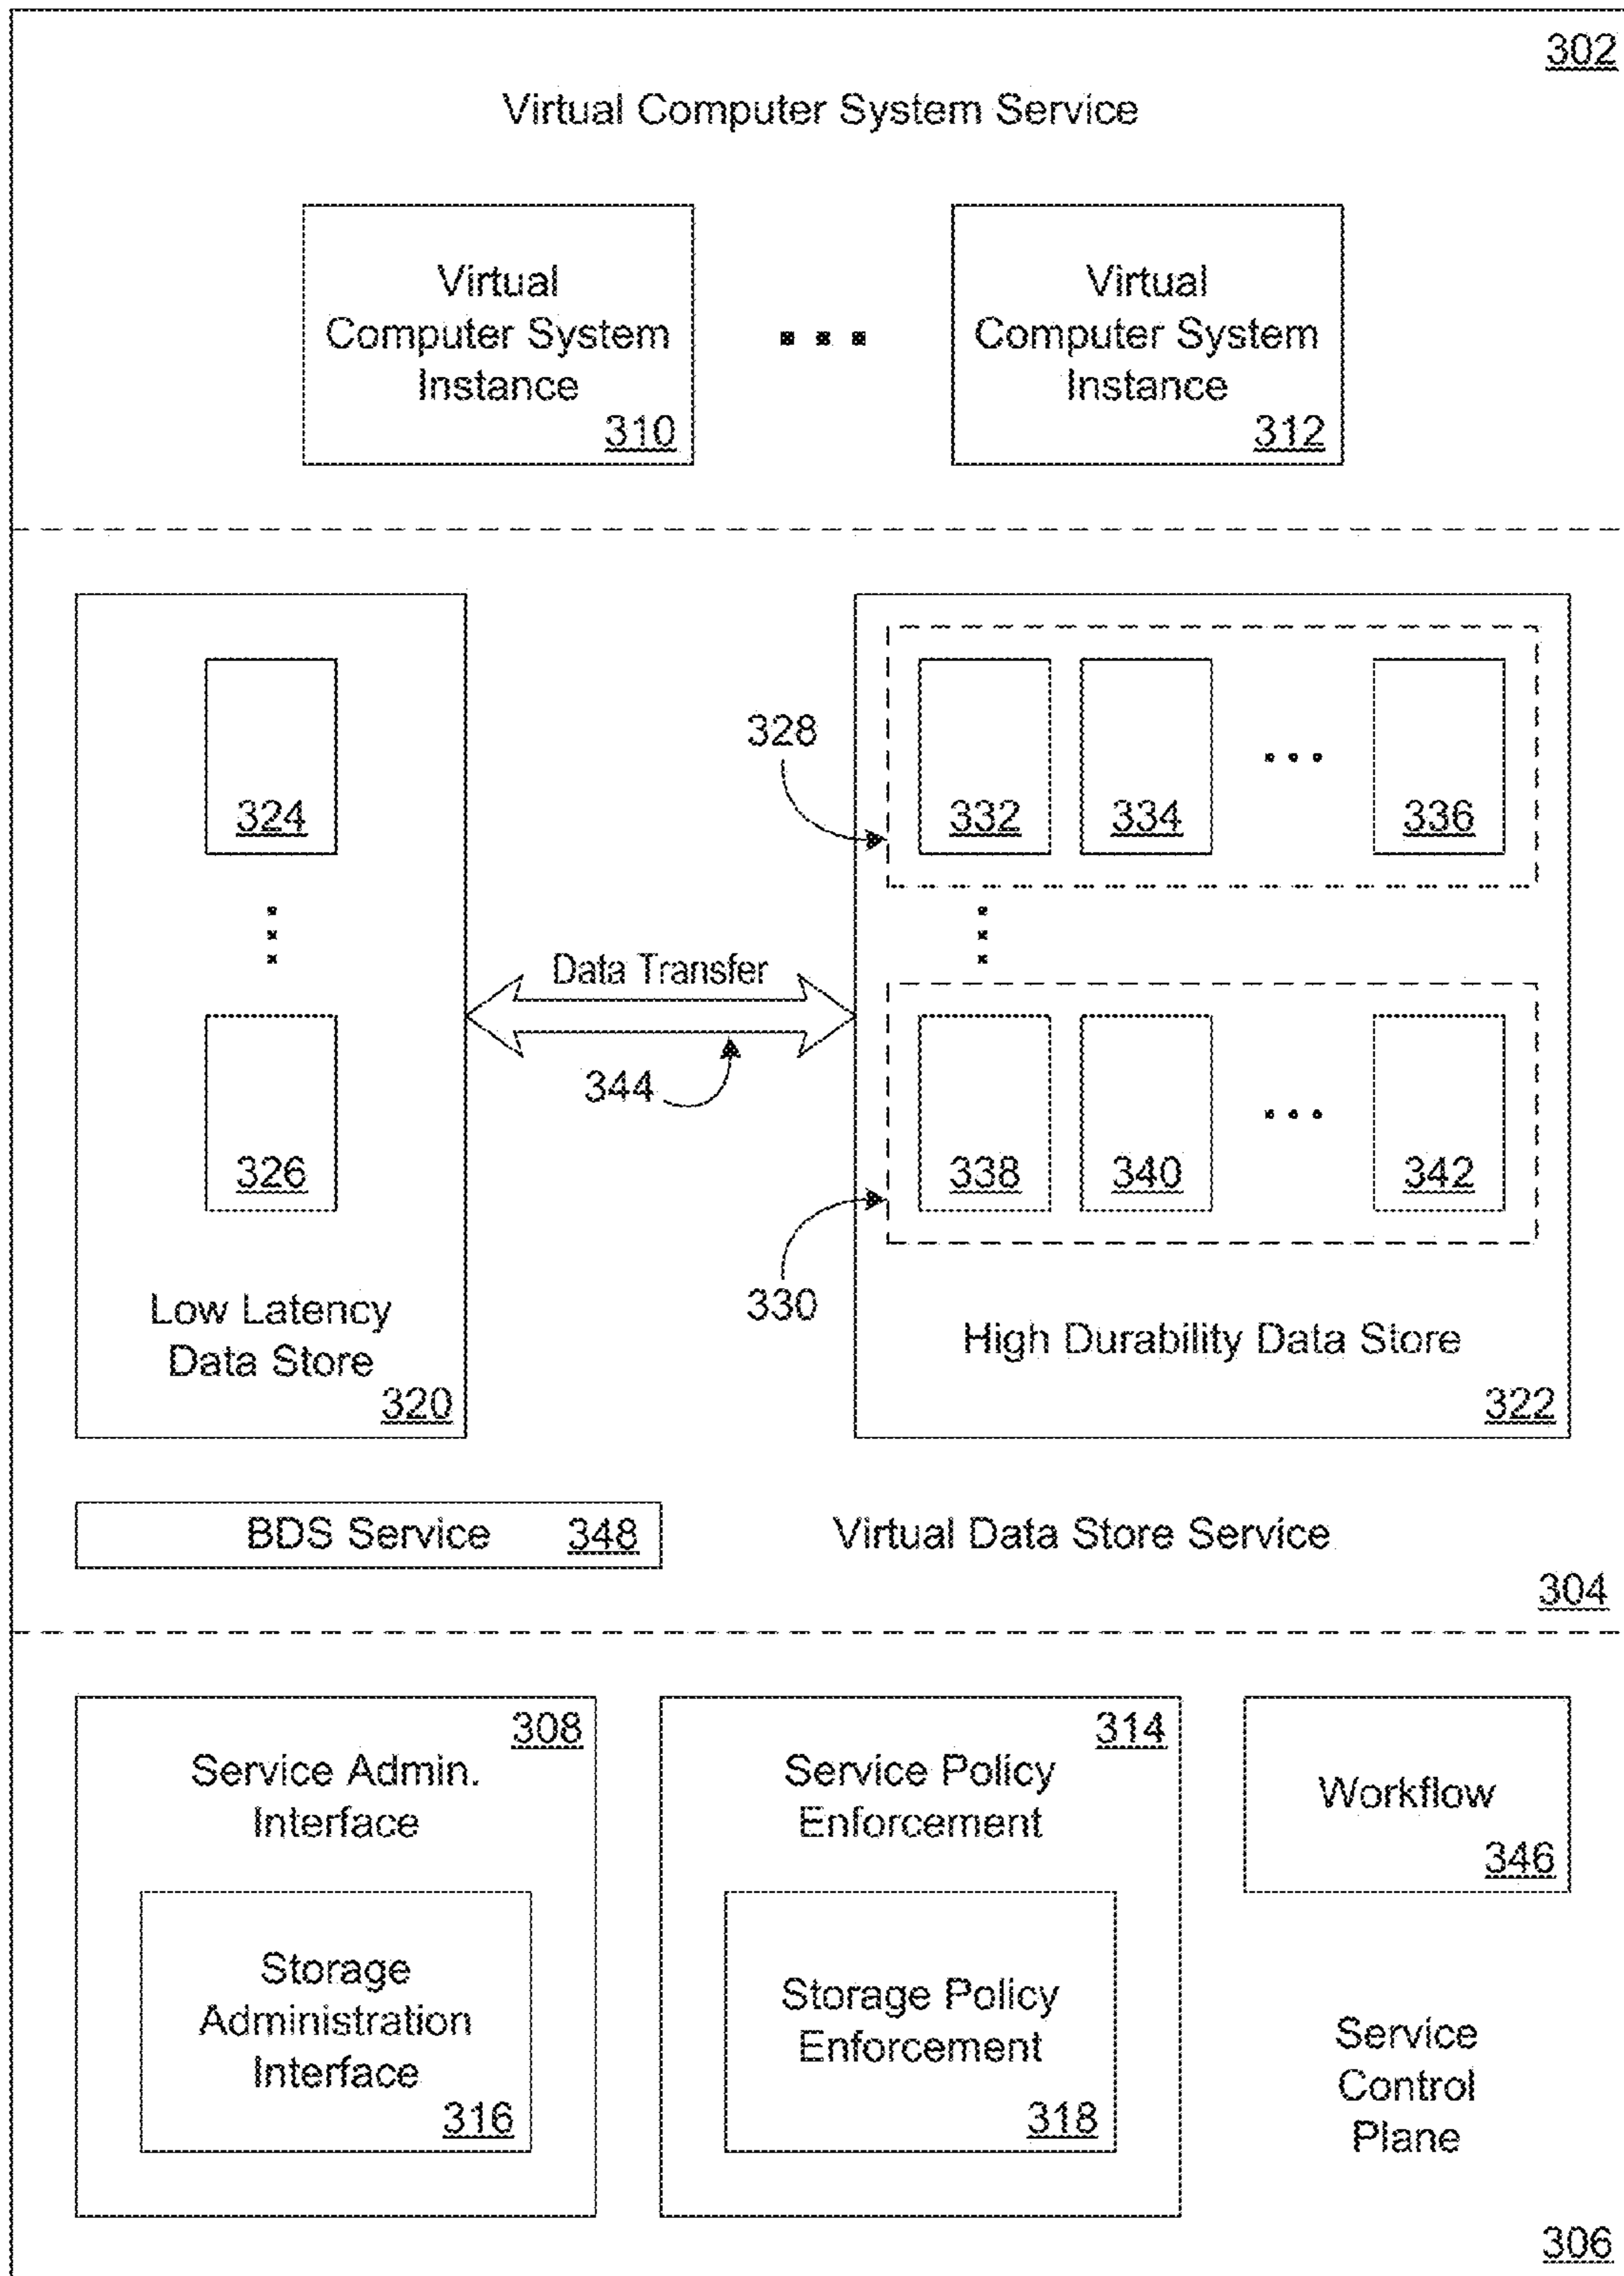 302
Virtual Computer System Service
Virtual
Computer System
Instance
310
Virtual
Computer System
Instance
312
324
326
Low Latency
Data Store
320
Data Transfer
344
328
332
334
336
330
338
340
342
High Durability Data Store
322
BDS Service 348
Virtual Data Store Service
304
308
Service Admin.
Interface
Storage
Administration
Interface
316
314
Service Policy
Enforcement
Storage Policy
Enforcement
318
Workflow
346
Service
Control
Plane
306